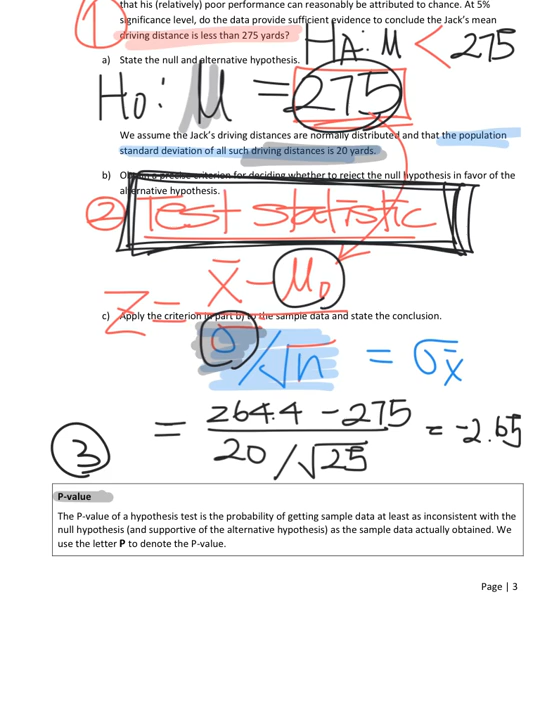 that his (relatively) poor performance can reasonably be attributed to chance. At 5%
① significance level, do the data provide sufficient evidence to conclude the Jack's mean
driving distance is less than 275 yards?
HA: μ < 275
a) State the null and alternative hypothesis.
Ho: μ = 275
We assume the Jack's driving distances are normally distributed and that the population
standard deviation of all such driving distances is 20 yards.
b) precise criterion for deciding whether to reject the null hypothesis in favor of the
alternative hypothesis.
② Test statistic
z = x̄ - μ0
c) Apply the criterion in part b) to the sample data and state the conclusion.
σ/√n = σx̄
③ = 264.4 - 275 = -2.65
20/√25
P-value
The P-value of a hypothesis test is the probability of getting sample data at least as inconsistent with the
null hypothesis (and supportive of the alternative hypothesis) as the sample data actually obtained. We
use the letter P to denote the P-value.
Page | 3